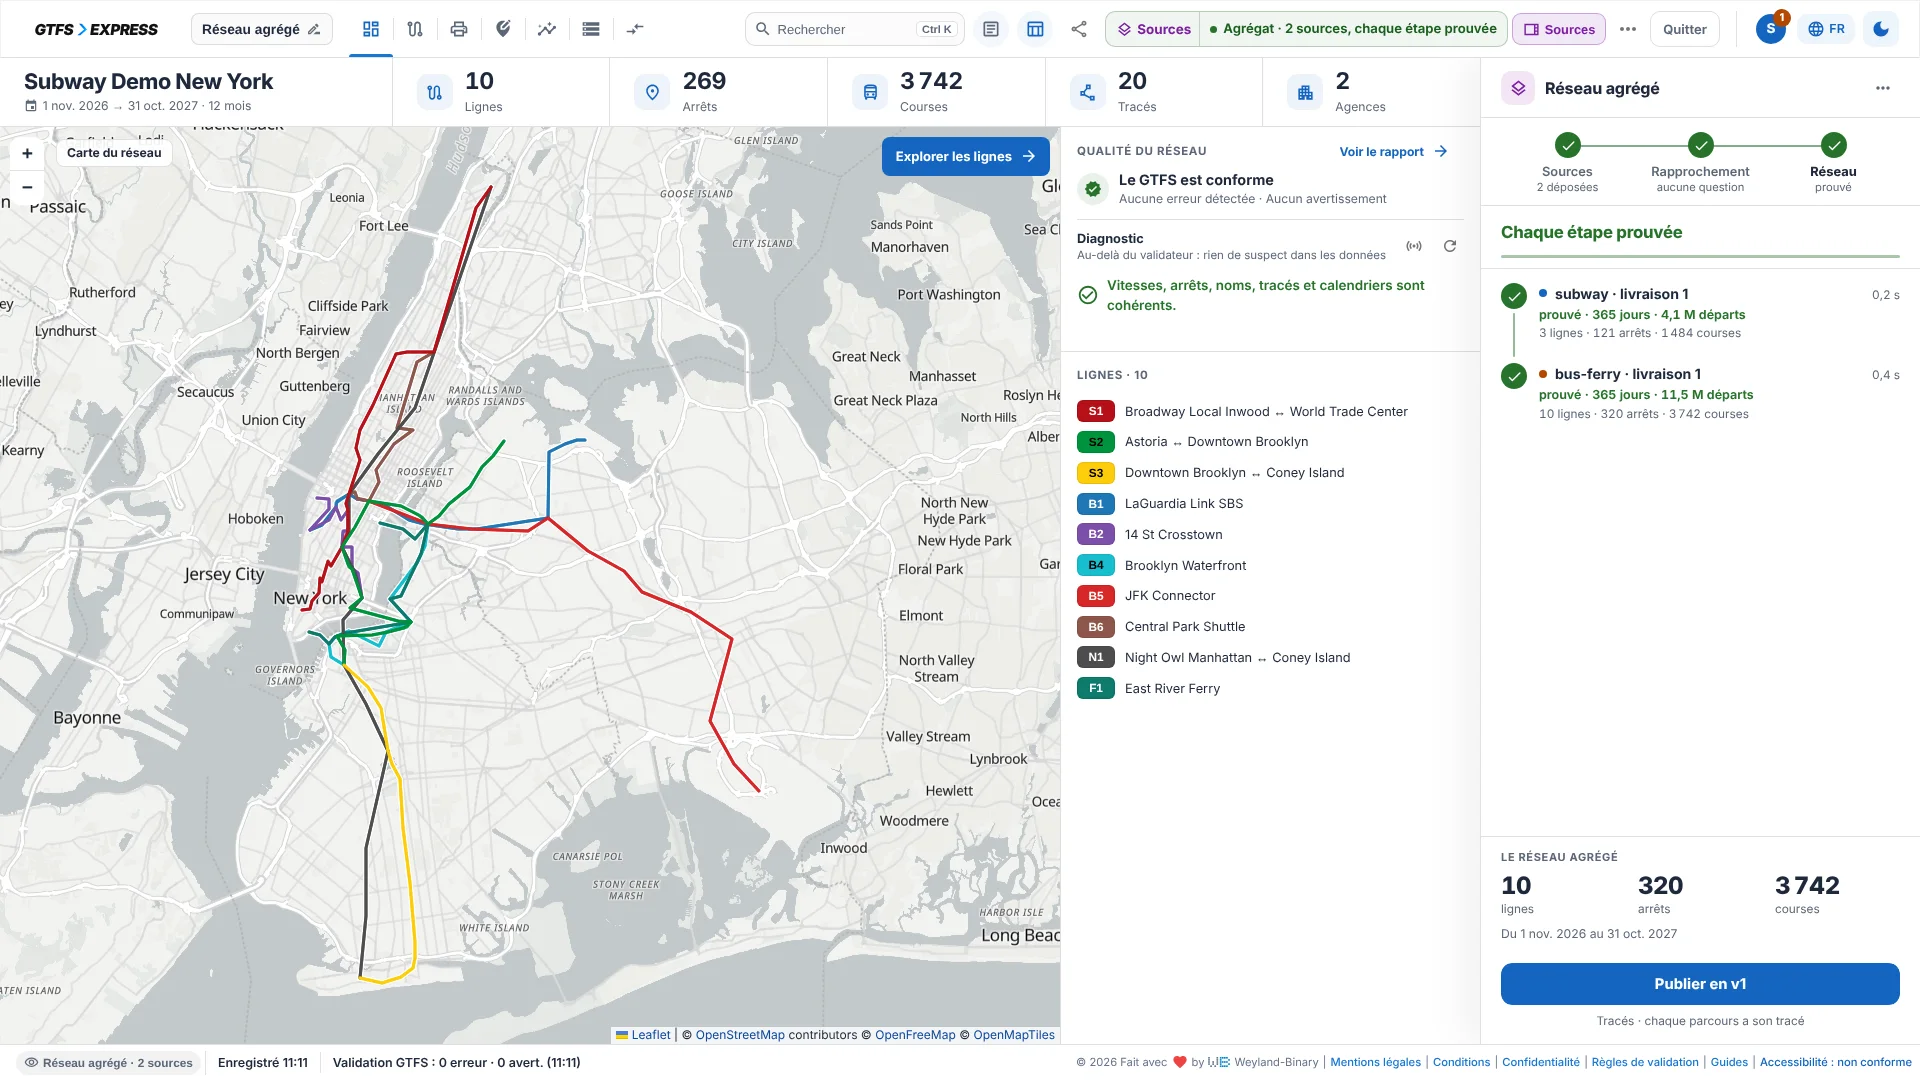 GTFS EXPRESS
Réseau agrégé
Rechercher
Ctrl K
Sources
Agrégat · 2 sources, chaque étape prouvée
Sources
Quitter
S
1
FR
Subway Demo New York
1 nov. 2026 → 31 oct. 2027 · 12 mois
10
Lignes
269
Arrêts
3 742
Courses
20
Tracés
2
Agences
+
−
Carte du réseau
Explorer les lignes
Passaic
Leonia
Fort Lee
Rutherford
Cliffside Park
Lyndhurst
Fairview
North Bergen
Secaucus
Guttenberg
Union City
Kearny
Hoboken
Jersey City
New York
Communipaw
Bayonne
GOVERNORS
ISLAND
RANDALLS AND
WARDS ISLANDS
ROOSEVELT
ISLAND
GLEN ISLAND
GOOSE ISLAND
CITY ISLAND
Sands Point
Manorhaven
Sea Cl
Port Washington
Great Neck
Manhasset
Great Neck Plaza
Roslyn He
North Hills
North New
Hyde Park
New Hyde Park
Floral Park
Elmont
North Valley
Stream
Valley Stream
Lynbrook
Hewlett
Woodmere
Inwood
CANARSIE POL
STONY CREEK
MARSH
WHITE ISLAND
HARBOR ISLE
Long Beac
Leaflet | © OpenStreetMap contributors © OpenFreeMap © OpenMapTiles
QUALITÉ DU RÉSEAU
Voir le rapport
Le GTFS est conforme
Aucune erreur détectée · Aucun avertissement
Diagnostic
Au-delà du validateur : rien de suspect dans les données
Vitesses, arrêts, noms, tracés et calendriers sont
cohérents.
LIGNES · 10
S1 Broadway Local Inwood ↔ World Trade Center
S2 Astoria ↔ Downtown Brooklyn
S3 Downtown Brooklyn ↔ Coney Island
B1 LaGuardia Link SBS
B2 14 St Crosstown
B4 Brooklyn Waterfront
B5 JFK Connector
B6 Central Park Shuttle
N1 Night Owl Manhattan ↔ Coney Island
F1 East River Ferry
Réseau agrégé
Sources
2 déposées
Rapprochement
aucune question
Réseau
prouvé
Chaque étape prouvée
subway · livraison 1
0,2 s
prouvé · 365 jours · 4,1 M départs
3 lignes · 121 arrêts · 1 484 courses
bus-ferry · livraison 1
0,4 s
prouvé · 365 jours · 11,5 M départs
10 lignes · 320 arrêts · 3 742 courses
LE RÉSEAU AGRÉGÉ
10
lignes
320
arrêts
3 742
courses
Du 1 nov. 2026 au 31 oct. 2027
Publier en v1
Tracés · chaque parcours a son tracé
Réseau agrégé · 2 sources
Enregistré 11:11
Validation GTFS : 0 erreur · 0 avert. (11:11)
© 2026 Fait avec ❤ by Weyland-Binary | Mentions légales | Conditions | Confidentialité | Règles de validation | Guides | Accessibilité : non conforme